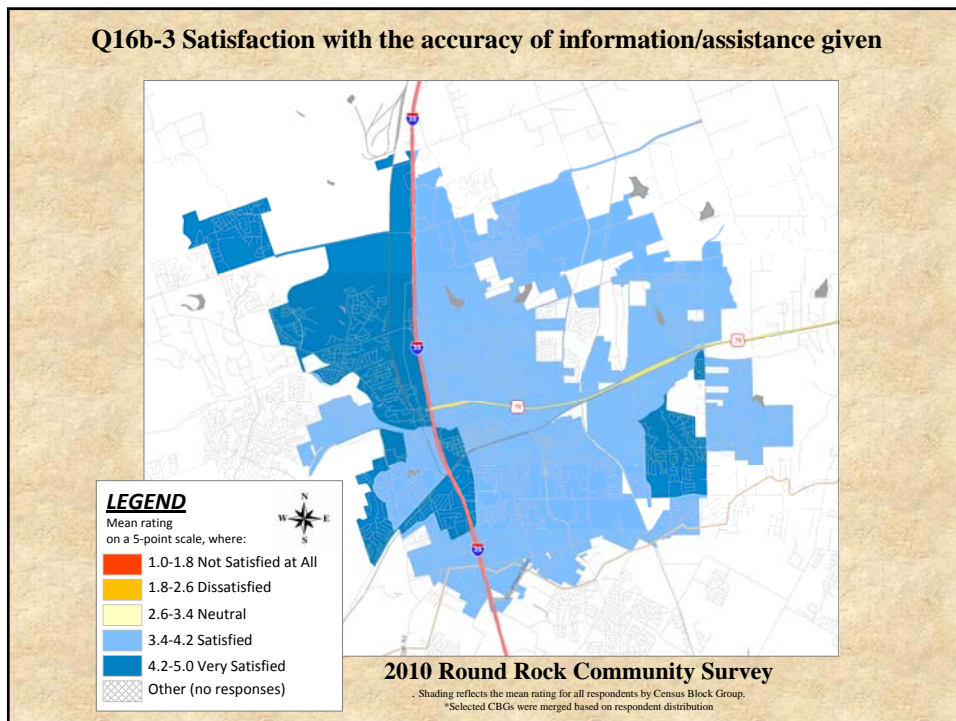 Q16b-3 Satisfaction with the accuracy of information/assistance given
35
35
79
79
35
LEGEND
Mean rating
on a 5-point scale, where:
N
W E
S
1.0-1.8 Not Satisfied at All
1.8-2.6 Dissatisfied
2.6-3.4 Neutral
3.4-4.2 Satisfied
4.2-5.0 Very Satisfied
Other (no responses)
2010 Round Rock Community Survey
. Shading reflects the mean rating for all respondents by Census Block Group.
*Selected CBGs were merged based on respondent distribution